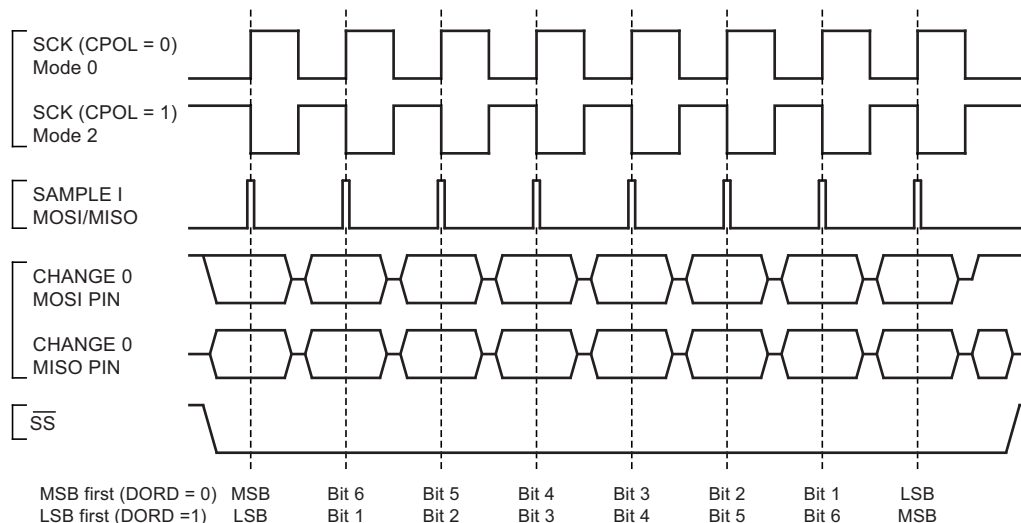 SCK (CPOL = 0)
Mode 0
SCK (CPOL = 1)
Mode 2
SAMPLE I
MOSI/MISO
CHANGE 0
MOSI PIN
CHANGE 0
MISO PIN
SS
MSB first (DORD = 0) MSB Bit 6 Bit 5 Bit 4 Bit 3 Bit 2 Bit 1 LSB
LSB first (DORD =1) LSB Bit 1 Bit 2 Bit 3 Bit 4 Bit 5 Bit 6 MSB